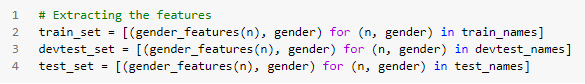 1 # Extracting the features
2 train_set = [(gender_features(n), gender) for (n, gender) in train_names]
3 devtest_set = [(gender_features(n), gender) for (n, gender) in devtest_names]
4 test_set = [(gender_features(n), gender) for (n, gender) in test_names]